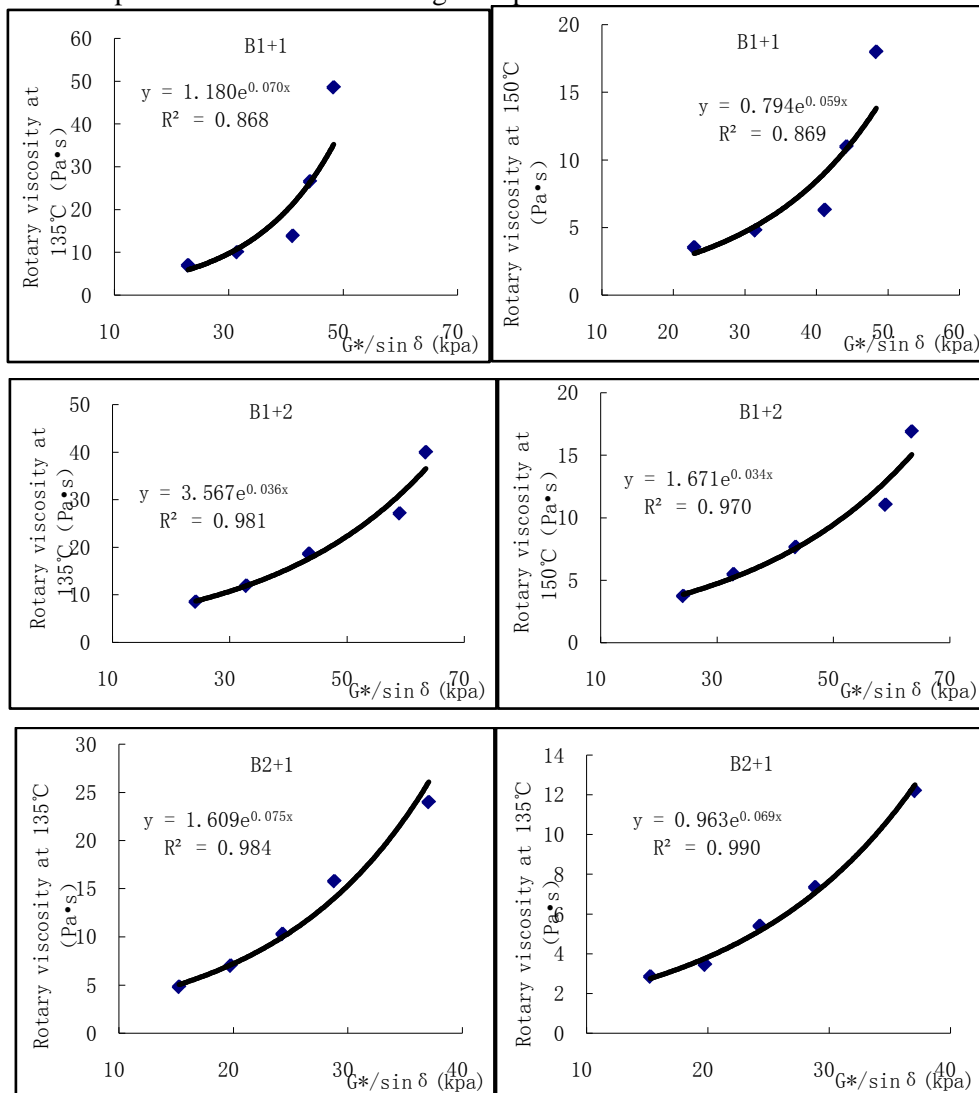 B1+1
y = 1.180e^0.070x
R² = 0.868
Rotary viscosity at
135℃ (Pa•s)
60
50
40
30
20
10
0
10 30 50 70
G*/sin δ (kpa)
B1+1
y = 0.794e^0.059x
R² = 0.869
Rotary viscosity at 150℃
(Pa•s)
20
15
10
5
0
10 20 30 40 50 60
G*/sin δ (kpa)
B1+2
y = 3.567e^0.036x
R² = 0.981
Rotary viscosity at
135℃ (Pa•s)
50
40
30
20
10
0
10 30 50 70
G*/sin δ (kpa)
B1+2
y = 1.671e^0.034x
R² = 0.970
Rotary viscosity at
150℃ (Pa•s)
20
15
10
5
0
10 30 50 70
G*/sin δ (kpa)
B2+1
y = 1.609e^0.075x
R² = 0.984
Rotary viscosity at 135℃
(Pa•s)
30
25
20
15
10
5
0
10 20 30 40
G*/sin δ (kpa)
B2+1
y = 0.963e^0.069x
R² = 0.990
Rotary viscosity at 135℃
(Pa•s)
14
12
10
8
6
4
2
0
10 20 30 40
G*/sin δ (kpa)